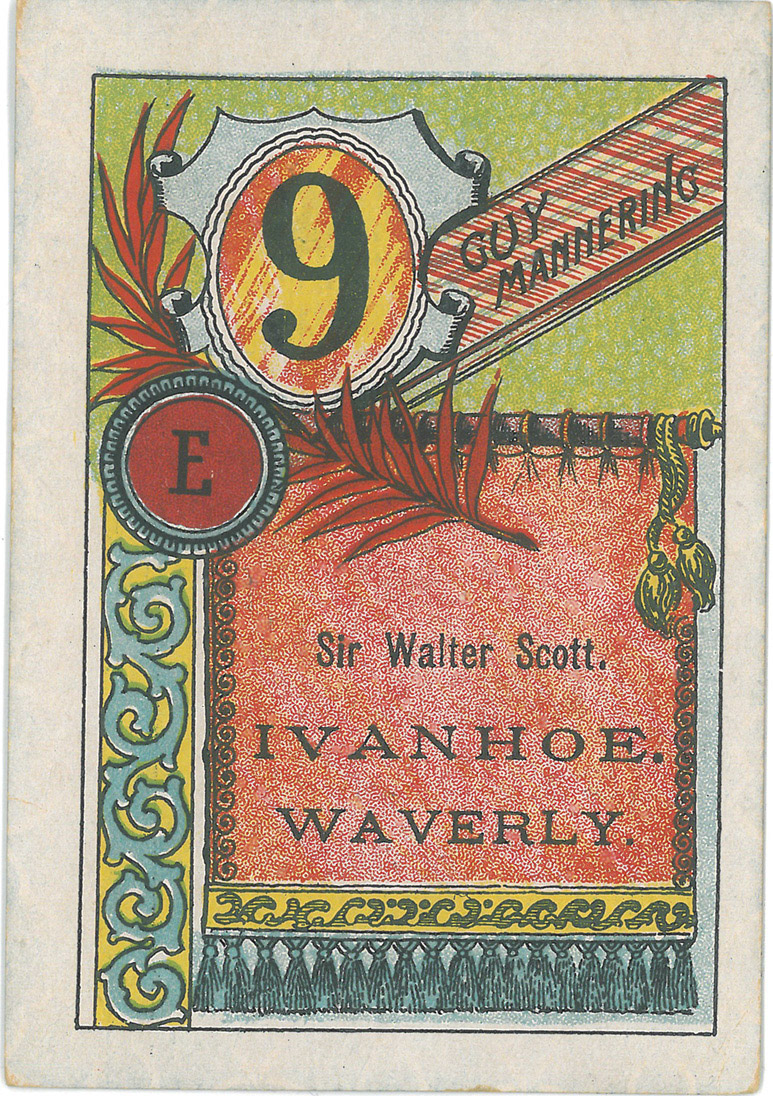 9
GUY
MANNERING
E
Sir Walter Scott.
IVANHOE.
WAVERLY.